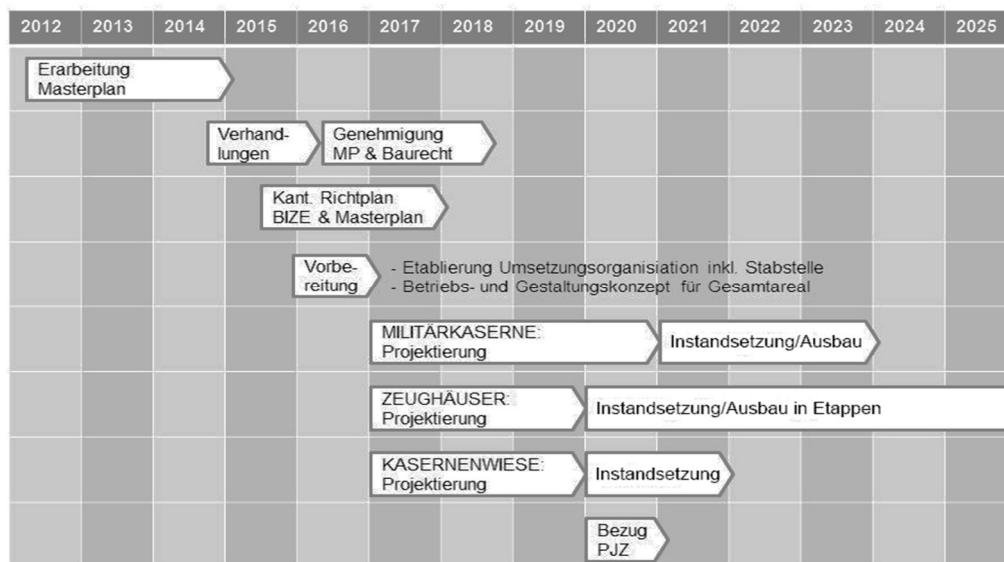 2012 2013 2014 2015 2016 2017 2018 2019 2020 2021 2022 2023 2024 2025
Erarbeitung
Masterplan
Verhand-
lungen
Genehmigung
MP & Baurecht
Kant. Richtplan
BIZE & Masterplan
Vorbe-
reitung
- Etablierung Umsetzungsorganisiation inkl. Stabstelle
- Betriebs- und Gestaltungskonzept für Gesamtareal
MILITÄRKASERNE:
Projektierung
Instandsetzung/Ausbau
ZEUGHÄUSER:
Projektierung
Instandsetzung/Ausbau in Etappen
KASERNENWIESE:
Projektierung
Instandsetzung
Bezug
PJZ